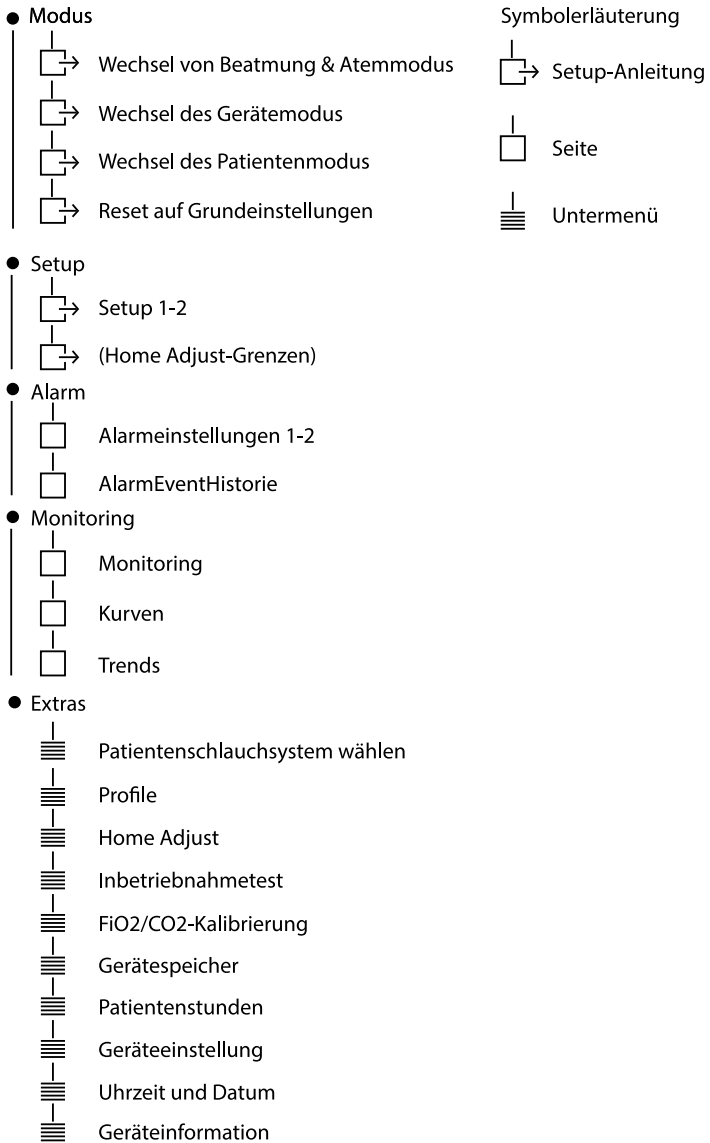 Modus
Wechsel von Beatmung & Atemmodus
Wechsel des Gerätemodus
Wechsel des Patientenmodus
Reset auf Grundeinstellungen
Symbolerläuterung
Setup-Anleitung
Seite
Untermenü
Setup
Setup 1-2
(Home Adjust-Grenzen)
Alarm
Alarmeinstellungen 1-2
AlarmEventHistorie
Monitoring
Monitoring
Kurven
Trends
Extras
Patientenschlauchsystem wählen
Profile
Home Adjust
Inbetriebnahmetest
FiO2/CO2-Kalibrierung
Gerätespeicher
Patientenstunden
Geräteeinstellung
Uhrzeit und Datum
Geräteinformation